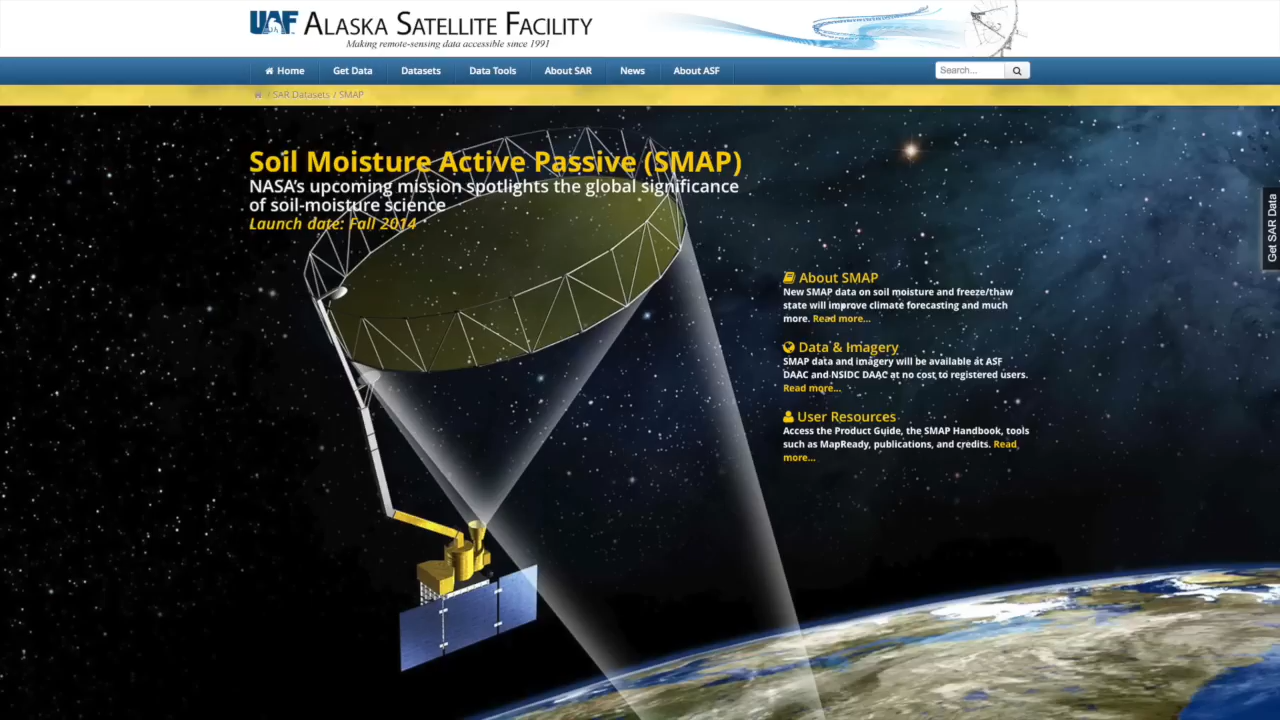 UAF ALASKA SATELLITE FACILITY
Making remote-sensing data accessible since 1991
Home Get Data Datasets Data Tools About SAR News About ASF Search...
/ SAR Datasets / SMAP
Soil Moisture Active Passive (SMAP)
NASA's upcoming mission spotlights the global significance
of soil-moisture science
Launch date: Fall 2014
Get SAR Data
About SMAP
New SMAP data on soil moisture and freeze/thaw
state will improve climate forecasting and much
more. Read more...
Data & Imagery
SMAP data and imagery will be available at ASF
DAAC and NSIDC DAAC at no cost to registered users.
Read more...
User Resources
Access the Product Guide, the SMAP Handbook, tools
such as MapReady, publications, and credits. Read
more...